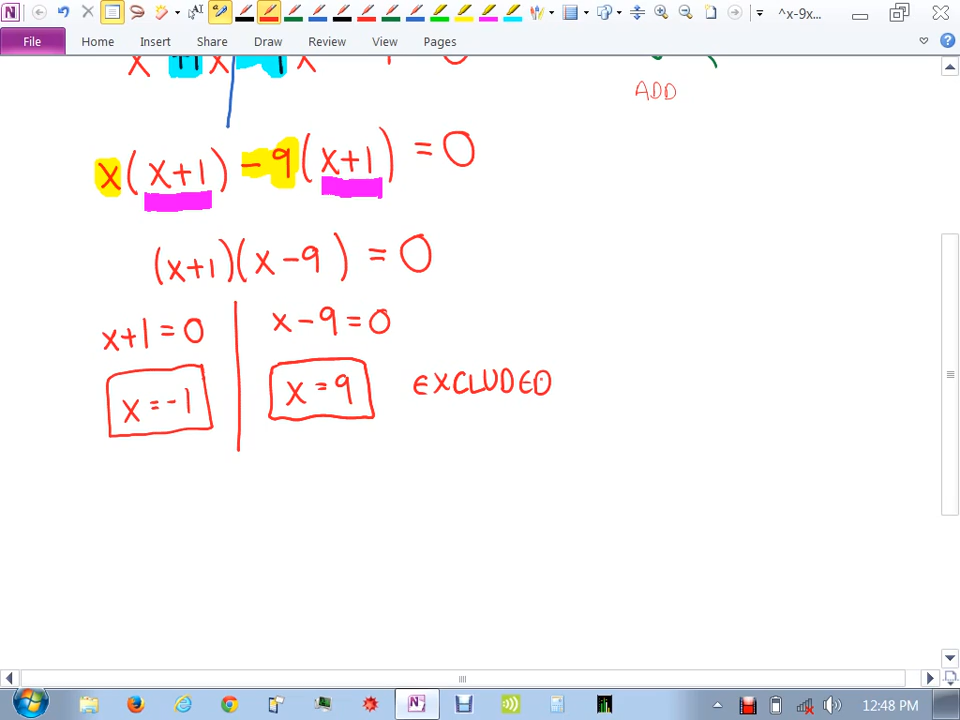 ^x-9x...
File Home Insert Share Draw Review View Pages
ADD
x(x+1) -9(x+1) = 0
(x+1)(x-9) = 0
x+1=0 x-9=0
x=-1 x=9 EXCLUDED
12:48 PM